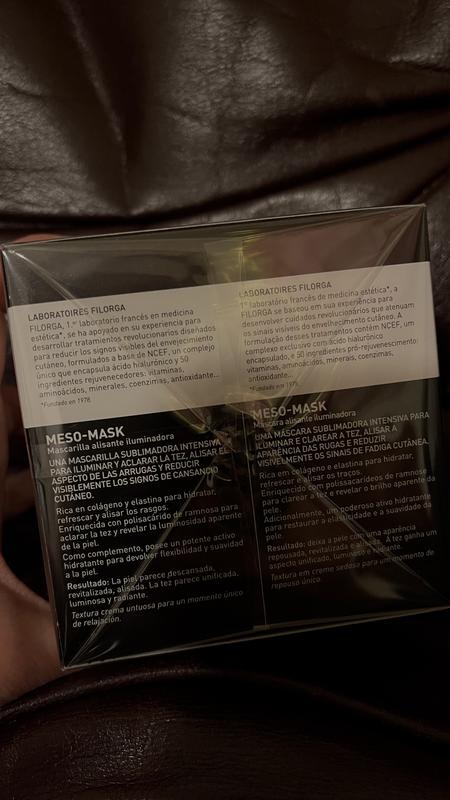 LABORATOIRES FILORGA
FILORGA, 1.er laboratorio francés en medicina
estética*, se ha apoyado en su experiencia para
desarrollar tratamientos revolucionarios diseñados
para reducir los signos visibles del envejecimiento
cutáneo, formulados a base de NCEF, un complejo
único que encapsula ácido hialurónico y 50
ingredientes rejuvenecedores: vitaminas,
aminoácidos, minerales, coenzimas, antioxidante...
*Fundado en 1978.
MESO-MASK
Mascarilla alisante iluminadora
UNA MASCARILLA SUBLIMADORA INTENSIVA
PARA ILUMINAR Y ACLARAR LA TEZ, ALISAR EL
ASPECTO DE LAS ARRUGAS Y REDUCIR
VISIBLEMENTE LOS SIGNOS DE CANSANCIO
CUTÁNEO.
Rica en colágeno y elastina para hidratar,
refrescar y alisar los rasgos.
Enriquecida con polisacárido de ramnosa para
aclarar la tez y revelar la luminosidad aparente
de la piel.
Como complemento, posee un potente activo
hidratante para devolver flexibilidad y suavidad
a la piel.
Resultado: La piel parece descansada,
revitalizada, alisada. La tez parece unificada,
luminosa y radiante.
Textura crema untuosa para un momento único
de relajación.
LABORATOIRES FILORGA
1.º laboratório francês de medicina estética*, a
FILORGA se baseou em sua experiência para
desenvolver cuidados revolucionários que atenuam
os sinais visíveis do envelhecimento cutâneo. A
formulação desses tratamentos contém NCEF, um
complexo exclusivo com ácido hialurônico
encapsulado, e 50 ingredientes pró-rejuvenescimento:
vitaminas, aminoácidos, minerais, coenzimas,
antioxidante...
*Fundado em 1978.
MESO-MASK
Máscara alisante iluminadora
UMA MÁSCARA SUBLIMADORA INTENSIVA PARA
ILUMINAR E CLAREAR A TEZ, ALISAR A
APARÊNCIA DAS RUGAS E REDUZIR
VISIVELMENTE OS SINAIS DE FADIGA CUTÂNEA.
Rica em colágeno e elastina para hidratar,
refrescar e alisar os traços.
Enriquecida com polissacarídeos de ramnose
para clarear a tez e revelar o brilho aparente da
pele.
Adicionalmente, um poderoso ativo hidratante
para restaurar a elasticidade e a suavidade da
pele.
Resultado: deixa a pele com uma aparência
repousada, revitalizada e alisada. A tez ganha um
aspecto unificado, luminoso e radiante.
Textura em creme sedosa para um momento de
repouso único.